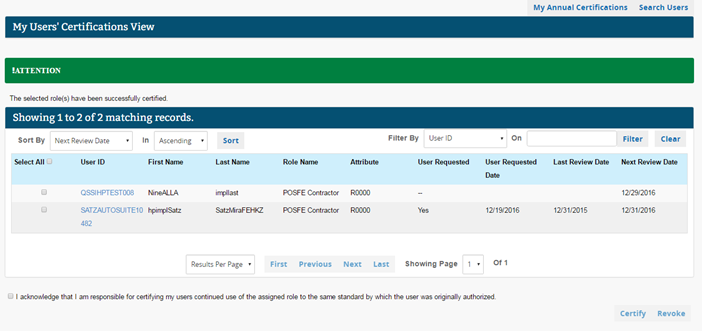 My Annual Certifications Search Users
My Users' Certifications View
!ATTENTION
The selected role(s) have been successfully certified.
Showing 1 to 2 of 2 matching records.
Sort By Next Review Date In Ascending Sort Filter By User ID On Filter Clear
Select All User ID First Name Last Name Role Name Attribute User Requested User Requested Last Review Date Next Review Date
Date
QSSIHPTEST008 NineALLA impllast POSFE Contractor R0000 -- 12/29/2016
SATZAUTOSUITE10 hpimplSatz SatzMiraFEHKZ POSFE Contractor R0000 Yes 12/19/2016 12/31/2015 12/31/2016
462
Results Per Page First Previous Next Last Showing Page 1 Of 1
I acknowledge that I am responsible for certifying my users continued use of the assigned role to the same standard by which the user was originally authorized.
Certify Revoke